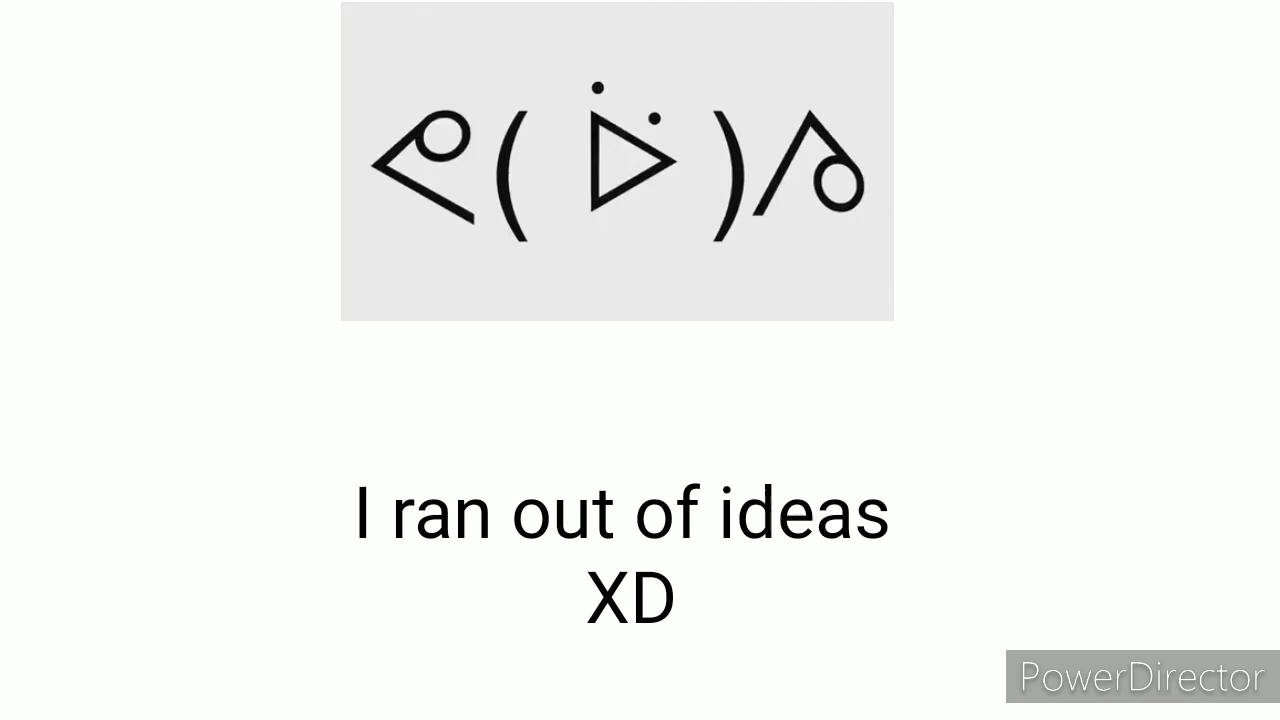 ᕙ( ᐖ )ᕗ
I ran out of ideas
XD
PowerDirector